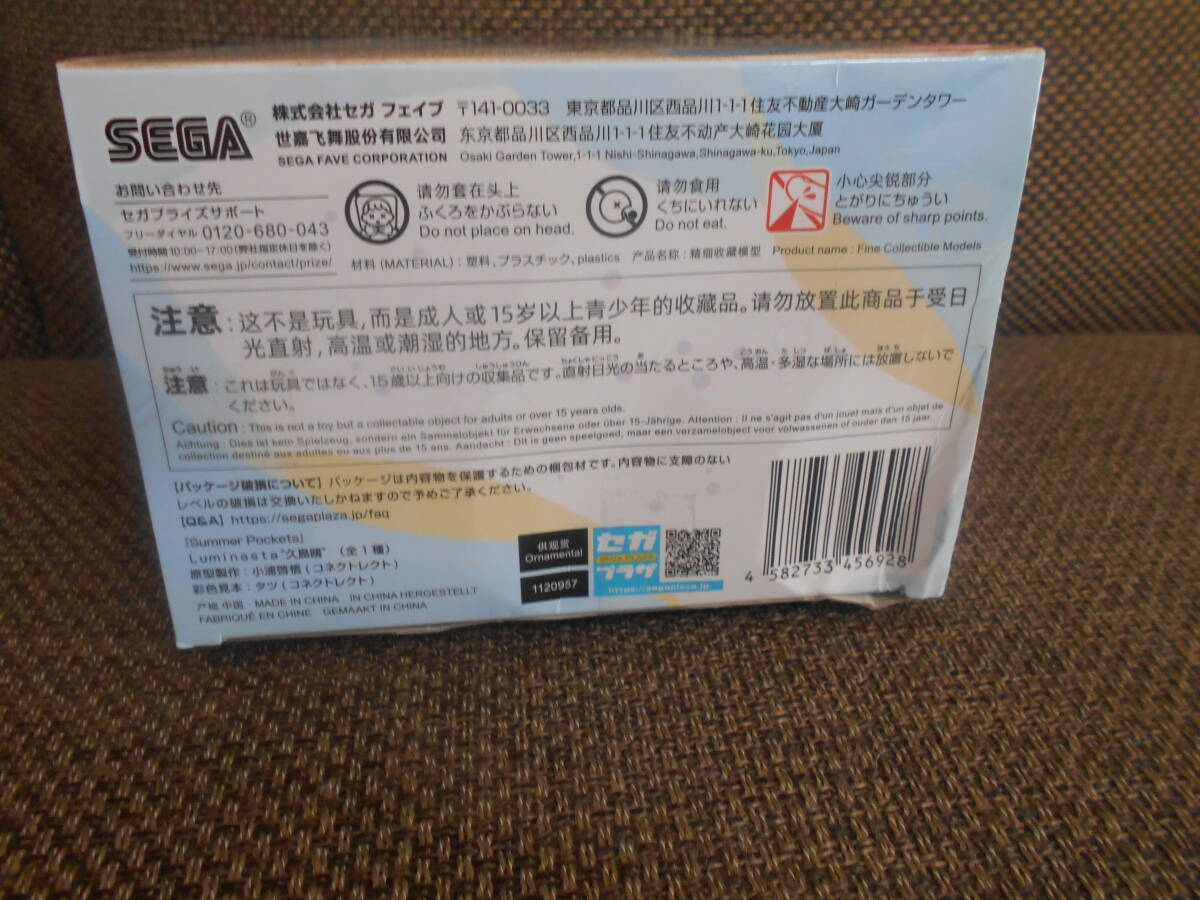 SEGA®
株式会社セガ フェイブ 〒141-0033 東京都品川区西品川1-1-1住友不動産大崎ガーデンタワー
世嘉飞舞股份有限公司 东京都品川区西品川1-1-1住友不动产大崎花园大厦
SEGA FAVE CORPORATION Osaki Garden Tower,1-1-1 Nishi-Shinagawa,Shinagawa-ku,Tokyo,Japan
お問い合わせ先
セガプライズサポート
フリーダイヤル 0120-680-043
受付時間 10:00~17:00(弊社指定休日を除く)
https://www.sega.jp/contact/prize/
请勿套在头上
ふくろをかぶらない
Do not place on head.
请勿食用
くちにいれない
Do not eat.
小心尖锐部分
とがりにちゅうい
Beware of sharp points.
材料 (MATERIAL) : 塑料、プラスチック、plastics 产品名称 : 精细收藏模型 Product name : Fine Collectible Models
注意 : 这不是玩具,而是成人或15岁以上青少年的收藏品。请勿放置此商品于受日
光直射,高温或潮湿的地方。保留备用。
注意 : これは玩具ではなく、15歳以上向けの収集品です。直射日光の当たるところや、高温・多湿な場所には放置しないで
ください。
Caution : This is not a toy but a collectable object for adults or over 15 years olds.
Achtung : Dies ist kein Spielzeug, sondern ein Sammelobjekt für Erwachsene oder über 15-Jährige. Attention : Il ne s'agit pas d'un jouet mais d'un objet de
collection destiné aux adultes ou aux plus de 15 ans. Aandacht : Dit is geen speelgoed, maar een verzamelobject voor volwassenen of ouder dan 15 jaar.
【パッケージ破損について】パッケージは内容物を保護するための梱包材です。内容物に支障のない
レベルの破損は交換いたしかねますので予めご了承ください。
【Q&A】https://segaplaza.jp/faq
[Summer Pockets]
Luminasta"久島鴎" (全1種)
原型製作 : 小浦啓悟(コネクトレクト)
彩色見本 : タツ(コネクトレクト)
产地 中国 MADE IN CHINA IN CHINA HERGESTELLT
FABRIQUÉ EN CHINE GEMAAKT IN CHINA
供观赏
Ornamental
1120957
セガ
プラザ
https://segaplaza.jp
4 582733 456928